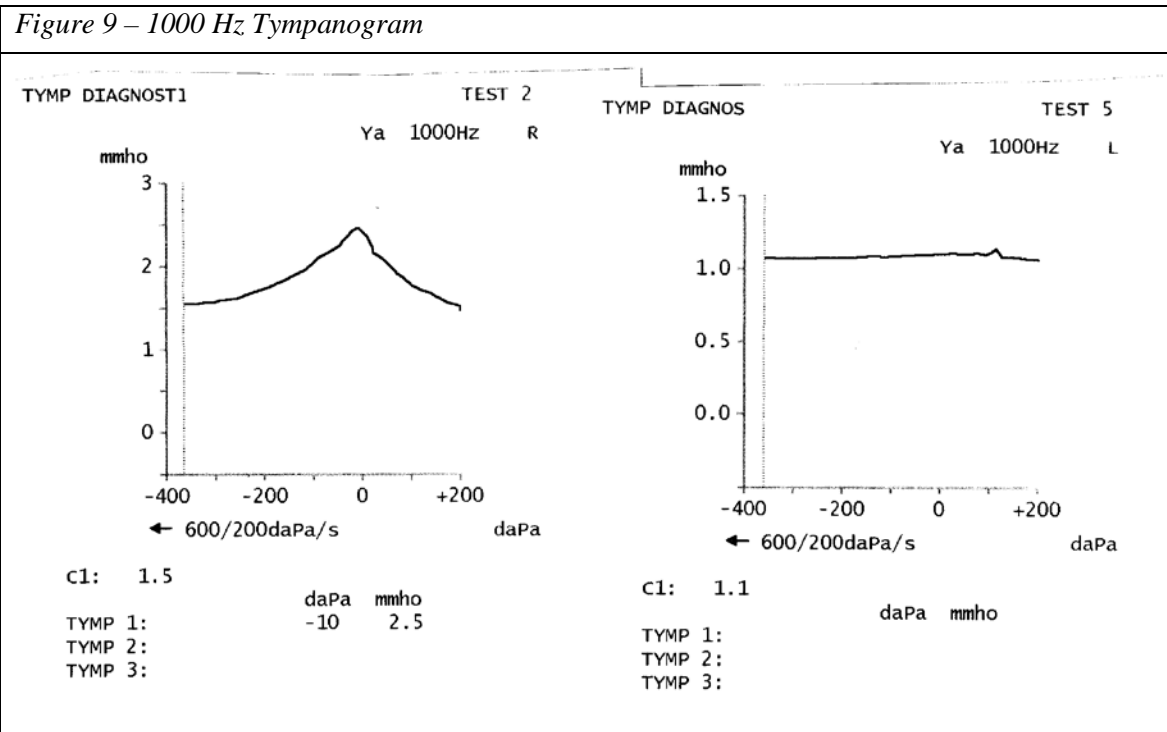 Figure 9 – 1000 Hz Tympanogram
TYMP DIAGNOST1 TEST 2
Ya 1000Hz R
mmho
3
2
1
0
-400 -200 0 +200
← 600/200daPa/s daPa
c1: 1.5
daPa mmho
TYMP 1: -10 2.5
TYMP 2:
TYMP 3:
TYMP DIAGNOS TEST 5
Ya 1000Hz L
mmho
1.5
1.0
0.5
0.0
-400 -200 0 +200
← 600/200daPa/s daPa
c1: 1.1
daPa mmho
TYMP 1:
TYMP 2:
TYMP 3: